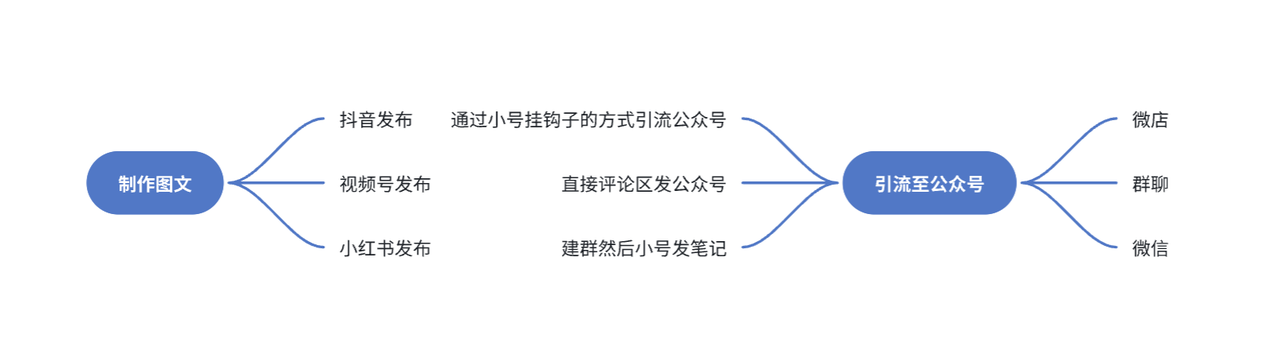 制作图文
抖音发布
视频号发布
小红书发布
通过小号挂钩子的方式引流公众号
直接评论区发公众号
建群然后小号发笔记
引流至公众号
微店
群聊
微信